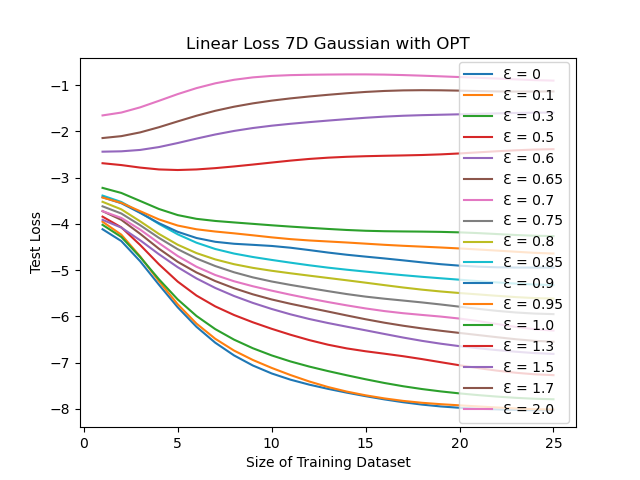 Linear Loss 7D Gaussian with OPT
Test Loss
−1
−2
−3
−4
−5
−6
−7
−8
0
5
10
15
20
25
Size of Training Dataset
Ɛ = 0
Ɛ = 0.1
Ɛ = 0.3
Ɛ = 0.5
Ɛ = 0.6
Ɛ = 0.65
Ɛ = 0.7
Ɛ = 0.75
Ɛ = 0.8
Ɛ = 0.85
Ɛ = 0.9
Ɛ = 0.95
Ɛ = 1.0
Ɛ = 1.3
Ɛ = 1.5
Ɛ = 1.7
Ɛ = 2.0